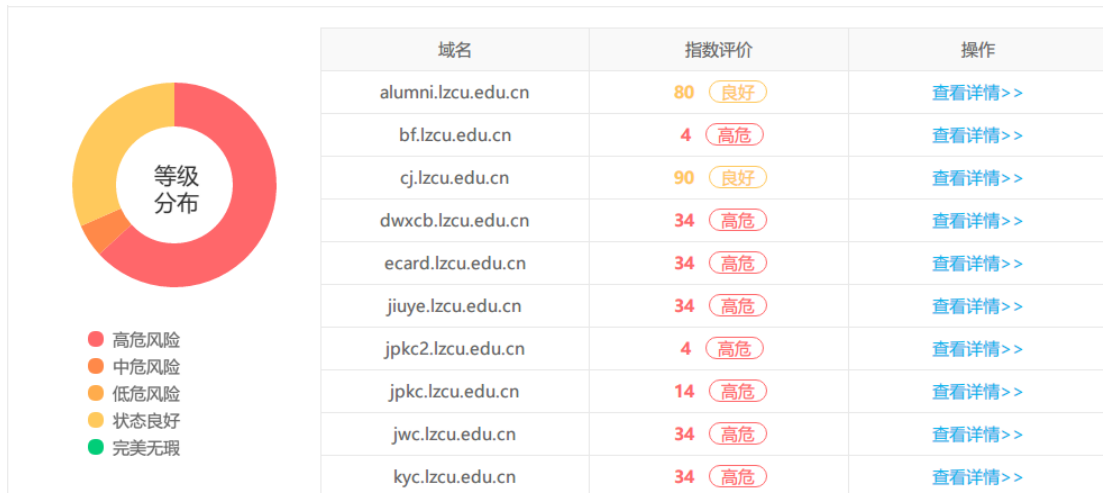 等级
分布
高危风险
中危风险
低危风险
状态良好
完美无瑕
域名 指数评价 操作
alumni.lzcu.edu.cn 80 良好 查看详情>>
bf.lzcu.edu.cn 4 高危 查看详情>>
cj.lzcu.edu.cn 90 良好 查看详情>>
dwxcb.lzcu.edu.cn 34 高危 查看详情>>
ecard.lzcu.edu.cn 34 高危 查看详情>>
jiuye.lzcu.edu.cn 34 高危 查看详情>>
jpkc2.lzcu.edu.cn 4 高危 查看详情>>
jpkc.lzcu.edu.cn 14 高危 查看详情>>
jwc.lzcu.edu.cn 34 高危 查看详情>>
kyc.lzcu.edu.cn 34 高危 查看详情>>